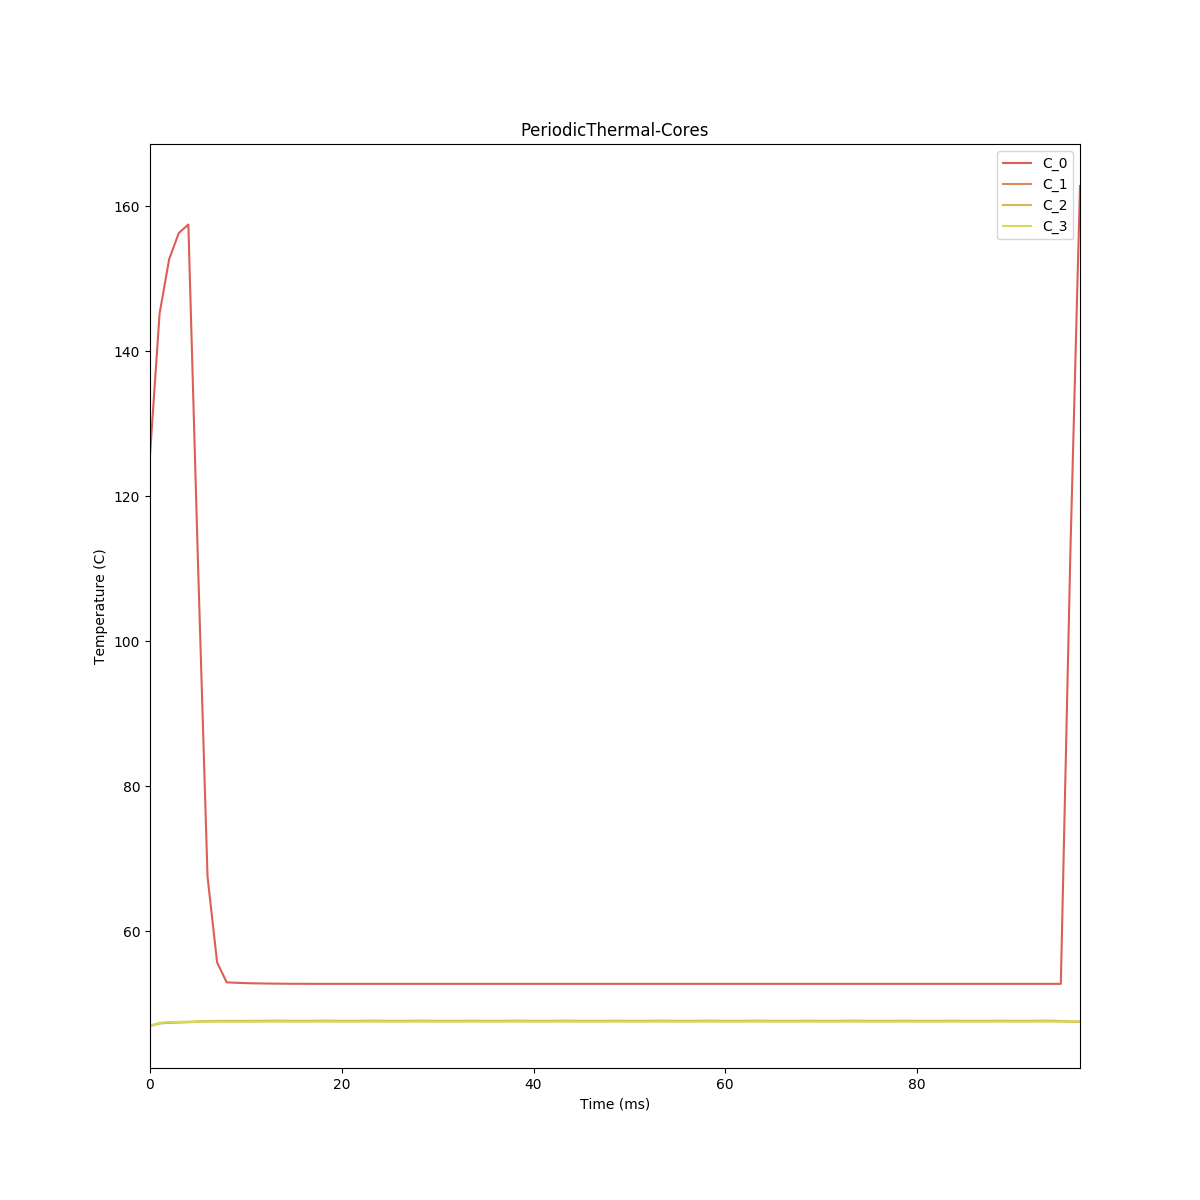 PeriodicThermal-Cores
C_0
C_1
C_2
C_3
160
140
120
100
80
60
Temperature (C)
0 20 40 60 80
Time (ms)